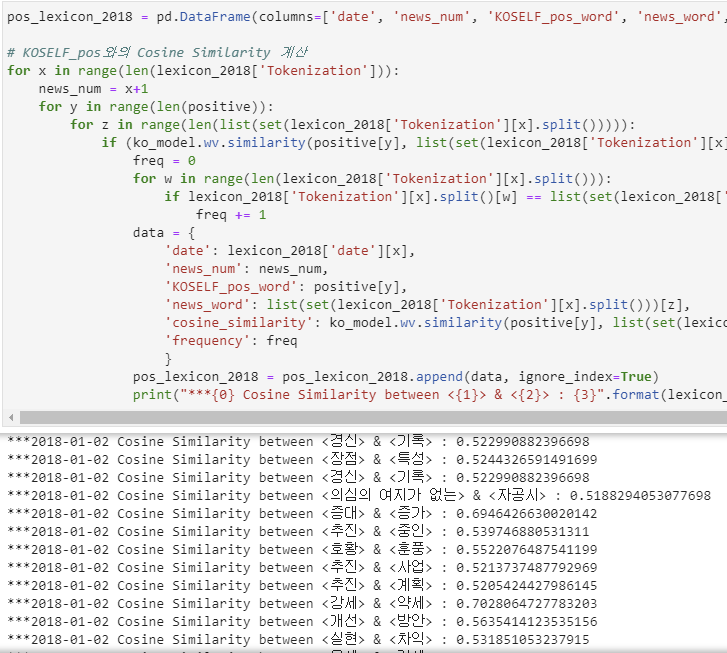 pos_lexicon_2018 = pd.DataFrame(columns=['date', 'news_num', 'KOSELF_pos_word', 'news_word',
# KOSELF_pos와의 Cosine Similarity 계산
for x in range(len(lexicon_2018['Tokenization'])):
    news_num = x+1
    for y in range(len(positive)):
        for z in range(len(list(set(lexicon_2018['Tokenization'][x].split())))):
            if (ko_model.wv.similarity(positive[y], list(set(lexicon_2018['Tokenization'][x]
                freq = 0
                for w in range(len(lexicon_2018['Tokenization'][x].split())):
                    if lexicon_2018['Tokenization'][x].split()[w] == list(set(lexicon_2018['
                        freq += 1
                data = {
                    'date': lexicon_2018['date'][x],
                    'news_num': news_num,
                    'KOSELF_pos_word': positive[y],
                    'news_word': list(set(lexicon_2018['Tokenization'][x].split()))[z],
                    'cosine_similarity': ko_model.wv.similarity(positive[y], list(set(lexico
                    'frequency': freq
                    }
                pos_lexicon_2018 = pos_lexicon_2018.append(data, ignore_index=True)
                print("***{0} Cosine Similarity between <{1}> & <{2}> : {3}".format(lexicon_
***2018-01-02 Cosine Similarity between <경신> & <기록> : 0.522990882396698
***2018-01-02 Cosine Similarity between <장점> & <특성> : 0.5244326591491699
***2018-01-02 Cosine Similarity between <경신> & <기록> : 0.522990882396698
***2018-01-02 Cosine Similarity between <의심의 여지가 없는> & <자공시> : 0.5188294053077698
***2018-01-02 Cosine Similarity between <증대> & <증가> : 0.6946426630020142
***2018-01-02 Cosine Similarity between <추진> & <중인> : 0.539746880531311
***2018-01-02 Cosine Similarity between <호황> & <훈풍> : 0.5522076487541199
***2018-01-02 Cosine Similarity between <추진> & <사업> : 0.5213737487792969
***2018-01-02 Cosine Similarity between <추진> & <계획> : 0.5205424427986145
***2018-01-02 Cosine Similarity between <강세> & <약세> : 0.7028064727783203
***2018-01-02 Cosine Similarity between <개선> & <방안> : 0.5635414123535156
***2018-01-02 Cosine Similarity between <실현> & <차익> : 0.531851053237915